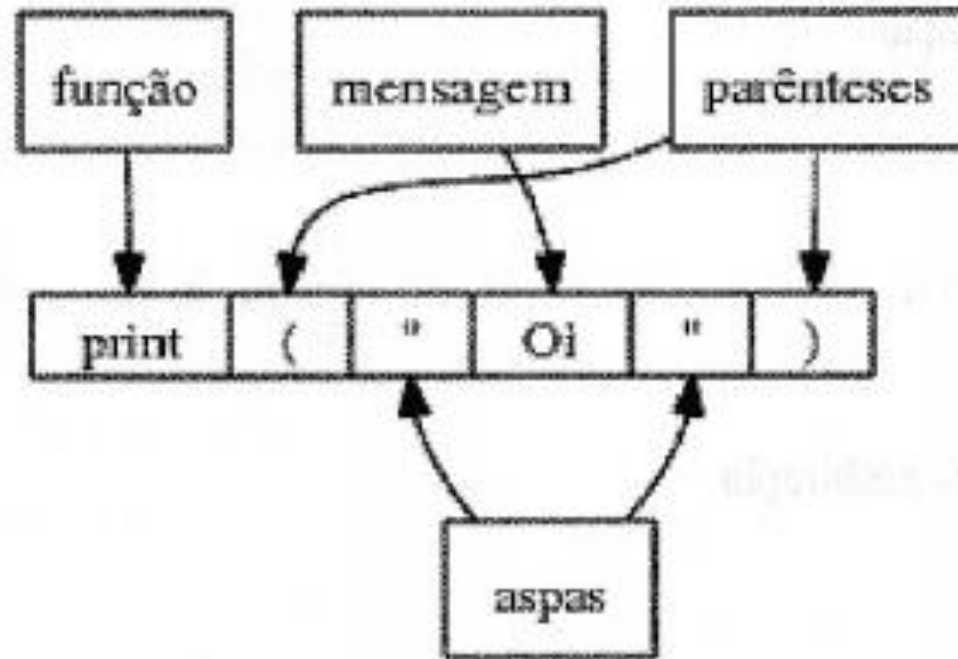 função mensagem parênteses
print ( " Oi " )
aspas